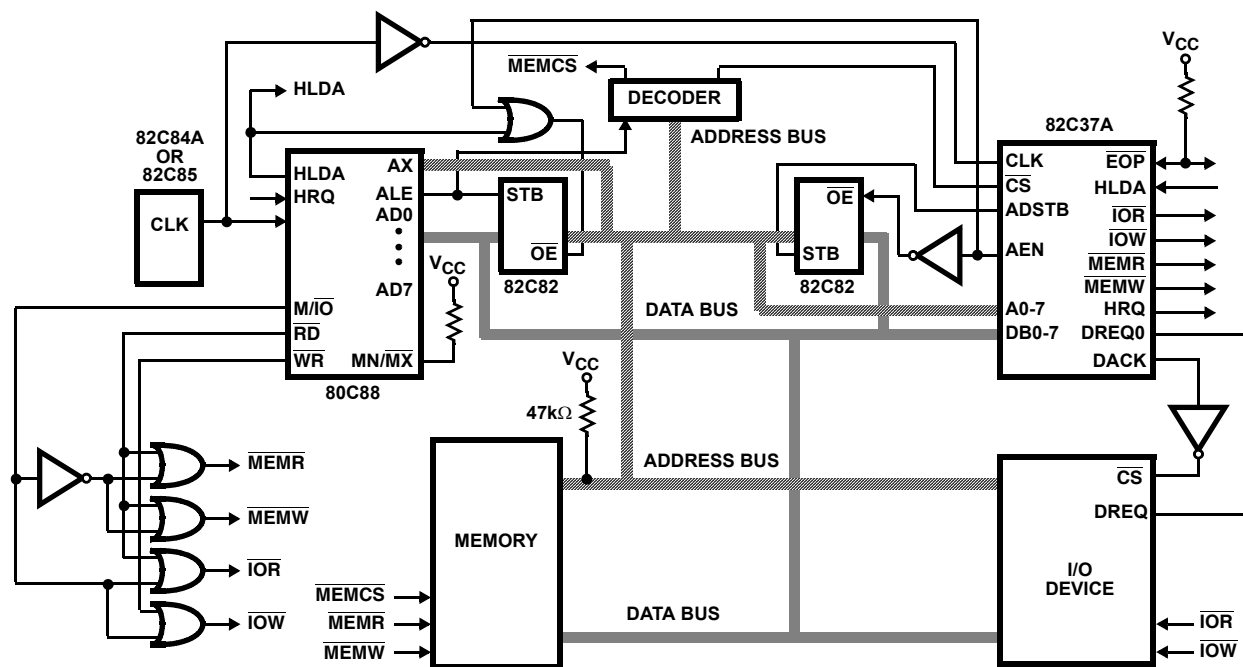 V̅CC
MEMCS
DECODER
HLDA
ADDRESS BUS
82C84A
OR
82C85
CLK
HLDA
HRQ
AX
ALE
AD0
AD7
M/IO
RD
WR
MN/MX
80C88
VCC
STB
OE
82C82
OE
STB
82C82
82C37A
CLK
CS
ADSTB
AEN
A0-7
DB0-7
EOP
HLDA
IOR
IOW
MEMR
MEMW
HRQ
DREQ0
DACK
DATA BUS
VCC
47kΩ
MEMR
MEMW
IOR
IOW
ADDRESS BUS
MEMORY
MEMCS
MEMR
MEMW
DATA BUS
CS
DREQ
I/O
DEVICE
IOR
IOW